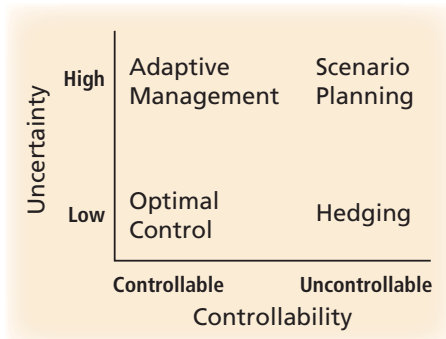 Uncertainty
High
Adaptive
Management
Scenario
Planning
Low
Optimal
Control
Hedging
Controllable
Uncontrollable
Controllability